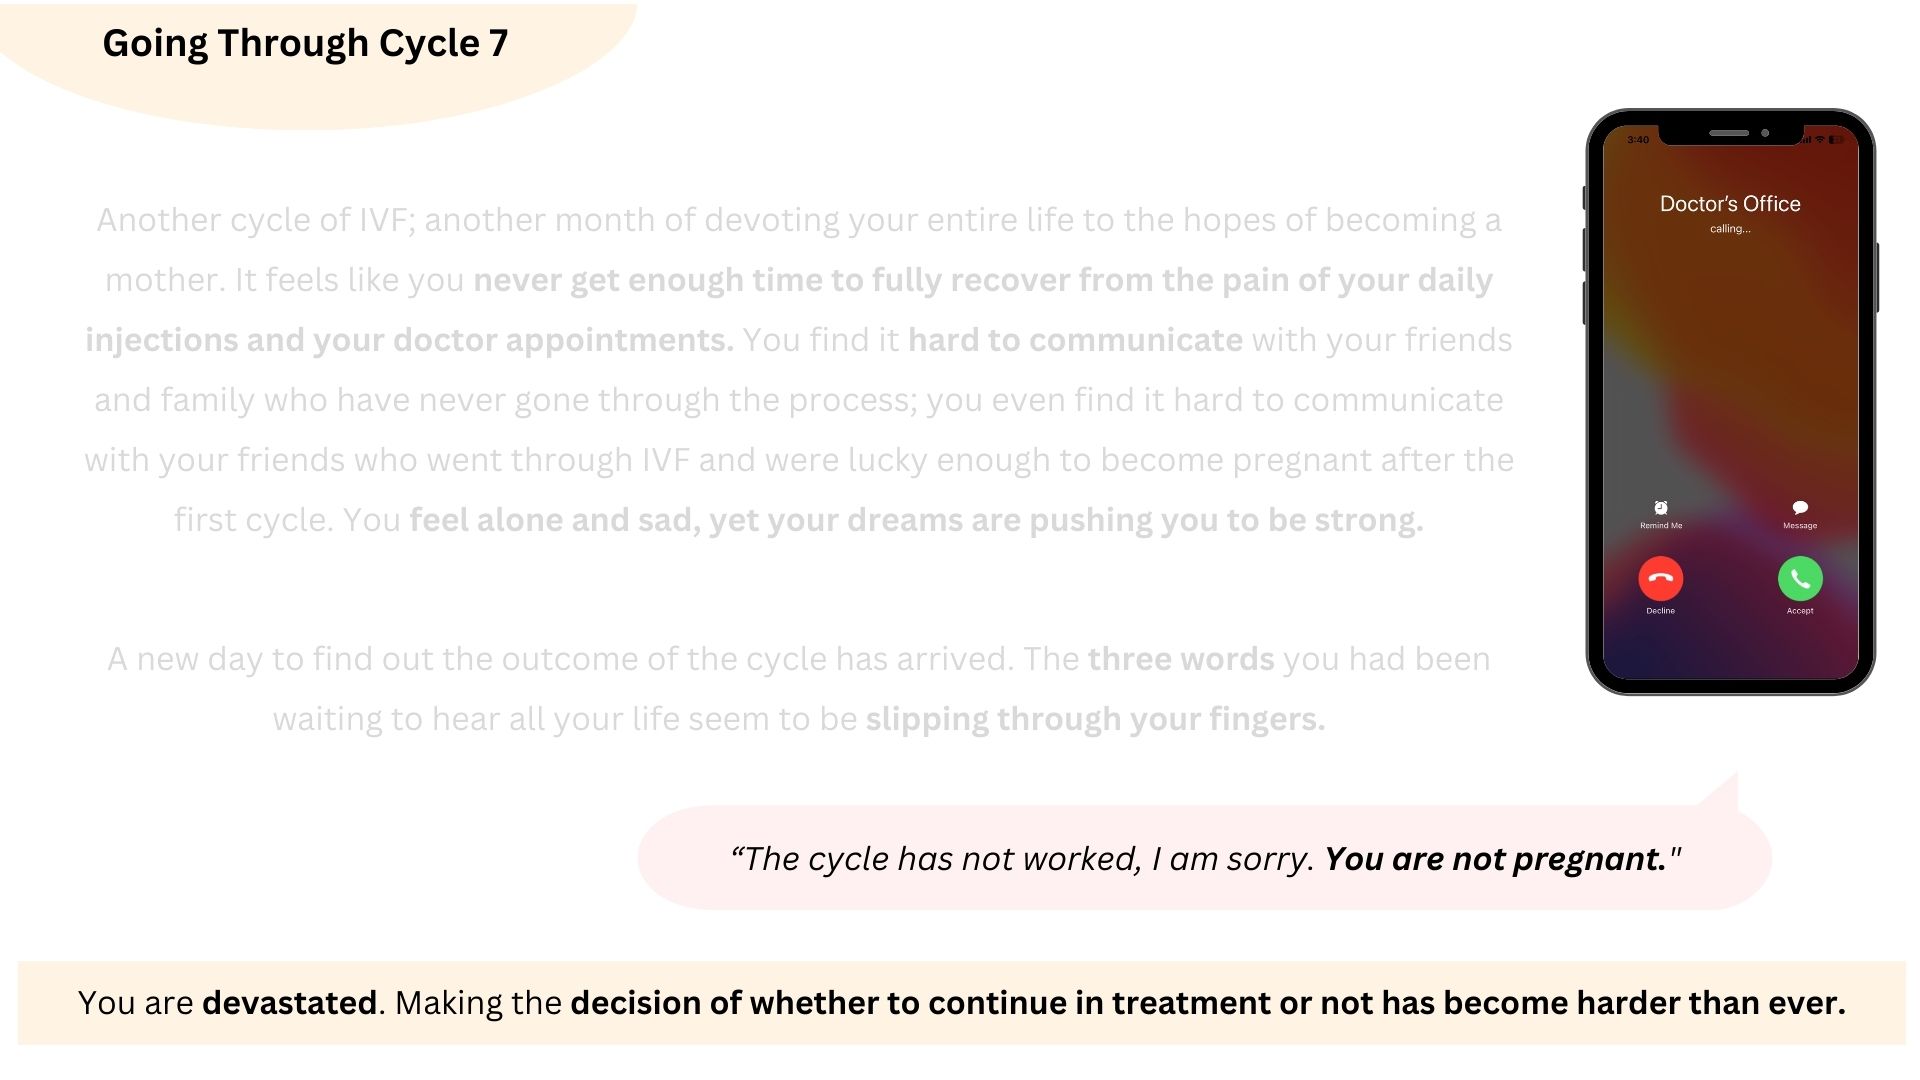 Going Through Cycle 7
Another cycle of IVF; another month of devoting your entire life to the hopes of becoming a
mother. It feels like you never get enough time to fully recover from the pain of your daily
injections and your doctor appointments. You find it hard to communicate with your friends
and family who have never gone through the process; you even find it hard to communicate
with your friends who went through IVF and were lucky enough to become pregnant after the
first cycle. You feel alone and sad, yet your dreams are pushing you to be strong.
A new day to find out the outcome of the cycle has arrived. The three words you had been
waiting to hear all your life seem to be slipping through your fingers.
3:40
Doctor’s Office
calling...
Remind Me
Message
Decline
Accept
“The cycle has not worked, I am sorry. You are not pregnant."
You are devastated. Making the decision of whether to continue in treatment or not has become harder than ever.